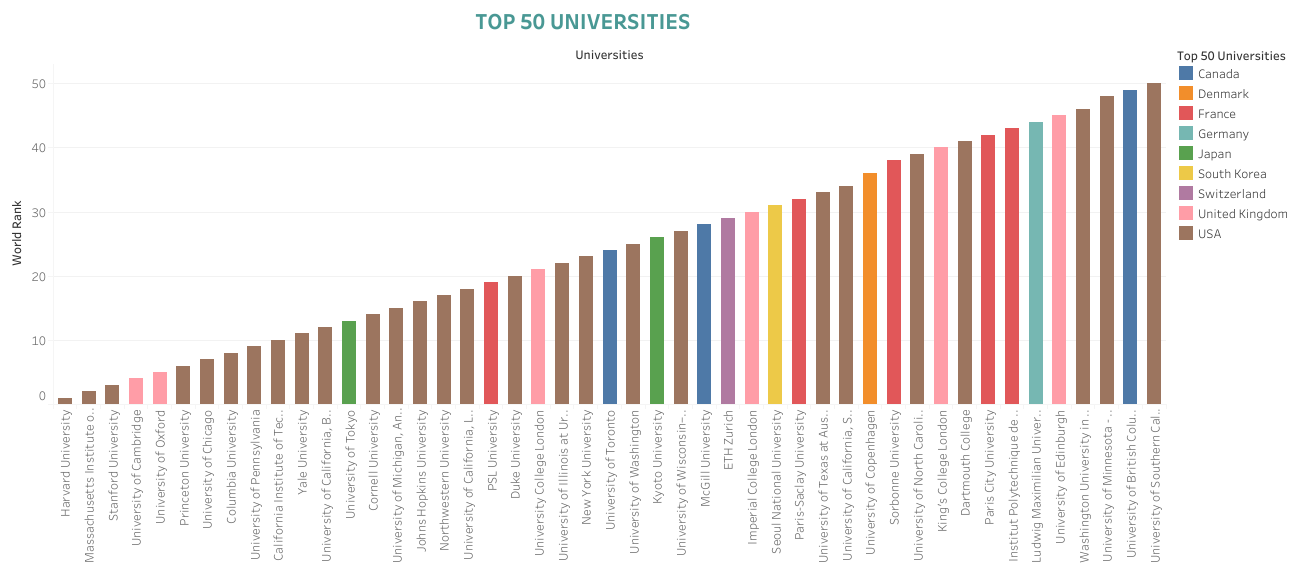 TOP 50 UNIVERSITIES
Universities
World Rank
50
40
30
20
10
0
Harvard University
Massachusetts Institute o..
Stanford University
University of Cambridge
University of Oxford
Princeton University
University of Chicago
Columbia University
University of Pennsylvania
California Institute of Tec..
Yale University
University of California, B..
University of Tokyo
Cornell University
University of Michigan, An..
Johns Hopkins University
Northwestern University
University of California, L..
PSL University
Duke University
University College London
University of Illinois at Ur..
New York University
University of Toronto
University of Washington
Kyoto University
University of Wisconsin–..
McGill University
ETH Zurich
Imperial College London
Seoul National University
Paris-Saclay University
University of Texas at Aus..
University of California, S..
University of Copenhagen
Sorbonne University
University of North Caroli..
King's College London
Dartmouth College
Paris City University
Institut Polytechnique de ..
Ludwig Maximilian Univer..
University of Edinburgh
Washington University in ..
University of Minnesota - ..
University of British Colu..
University of Southern Cal..
Top 50 Universities
Canada
Denmark
France
Germany
Japan
South Korea
Switzerland
United Kingdom
USA